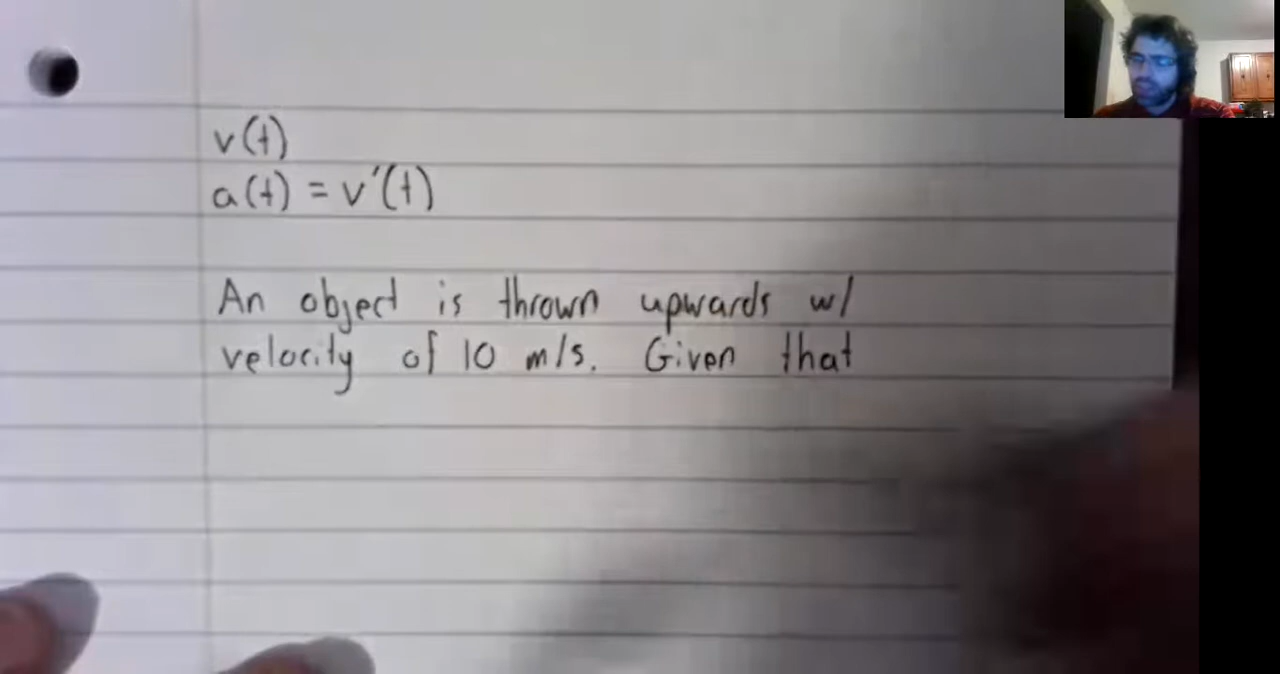 v(t)
a(t) = v'(t)
An object is thrown upwards w/
velocity of 10 m/s. Given that